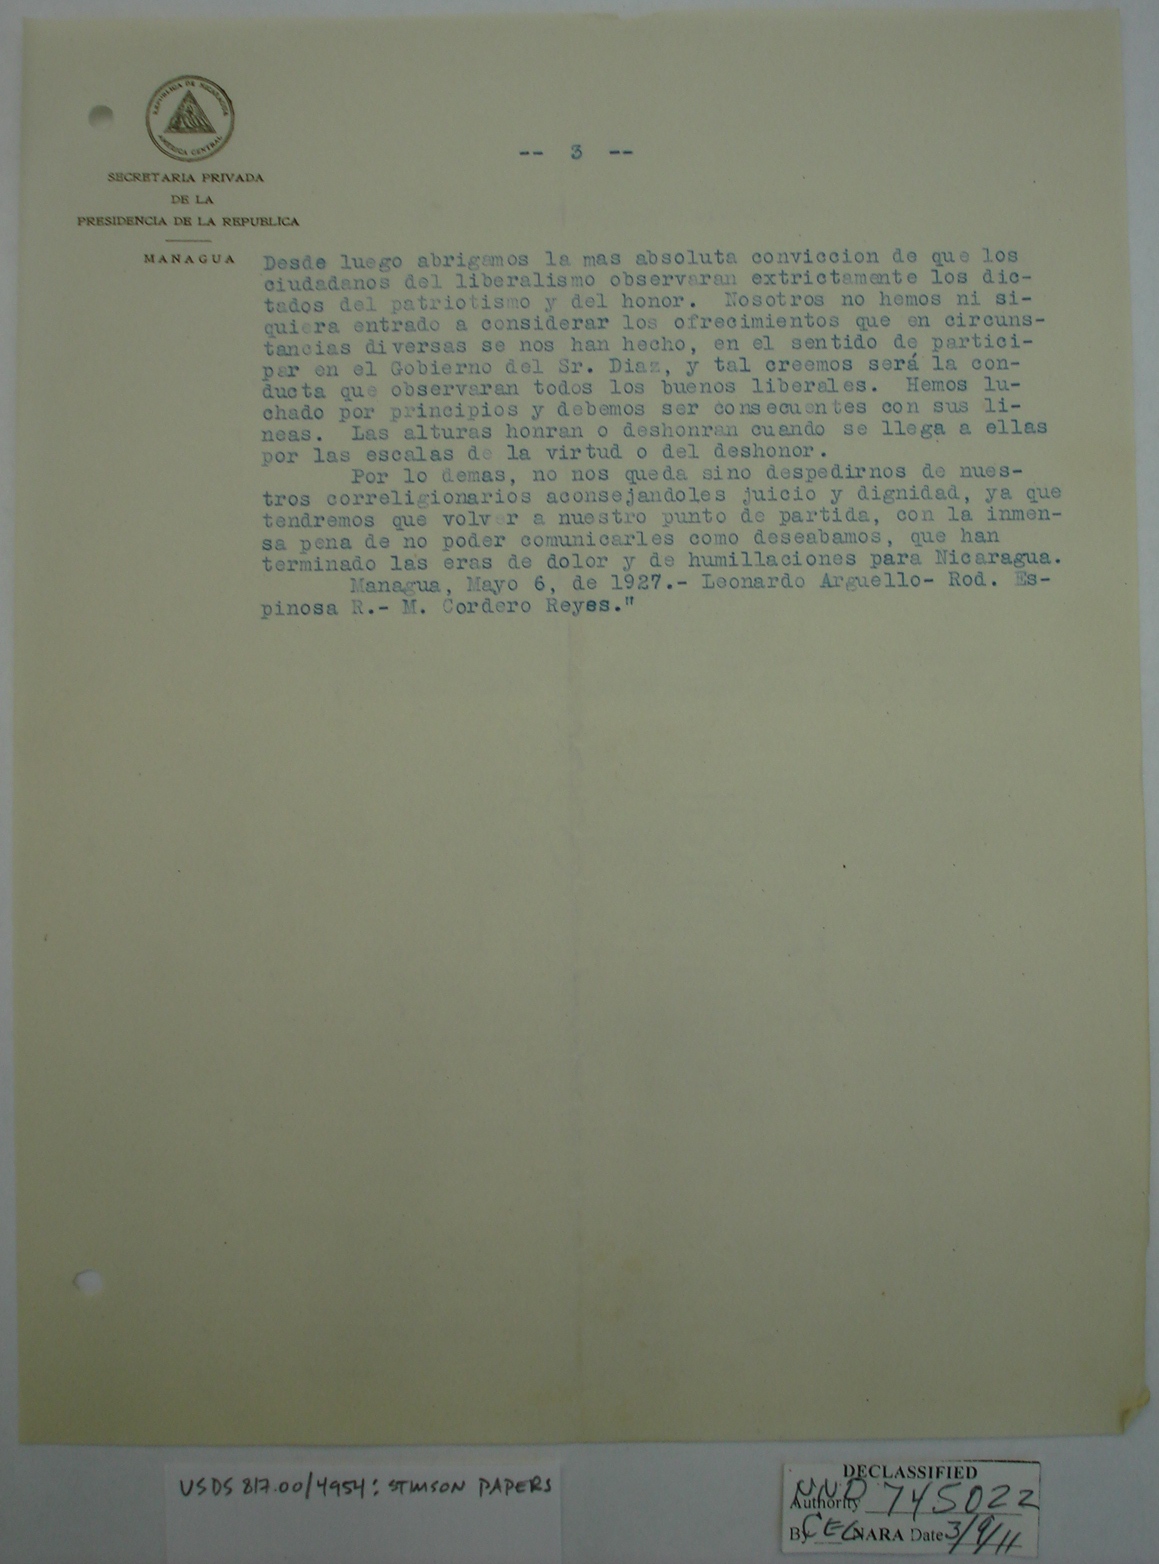 REPUBLICA DE NICARAGUA
AMERICA CENTRAL
-- 3 --
SECRETARIA PRIVADA
DE LA
PRESIDENCIA DE LA REPUBLICA
MANAGUA
Desde luego abrigamos la mas absoluta conviccion de que los
ciudadanos del liberalismo observaran extrictamente los dic-
tados del patriotismo y del honor. Nosotros no hemos ni si-
quiera entrado a considerar los ofrecimientos que en circuns-
tancias diversas se nos han hecho, en el sentido de partici-
par en el Gobierno del Sr. Diaz, y tal creemos será la con-
ducta que observaran todos los buenos liberales. Hemos lu-
chado por principios y debemos ser consecuentes con sus li-
neas. Las alturas honran o deshonran cuando se llega a ellas
por las escalas de la virtud o del deshonor.
Por lo demas, no nos queda sino despedirnos de nues-
tros correligionarios aconsejandoles juicio y dignidad, ya que
tendremos que volver a nuestro punto de partida, con la inmen-
sa pena de no poder comunicarles como deseabamos, que han
terminado las eras de dolor y de humillaciones para Nicaragua.
Managua, Mayo 6, de 1927.- Leonardo Arguello- Rod. Es-
pinosa R.- M. Cordero Reyes."
USDS 817.00/4954: STIMSON PAPERS
DECLASSIFIED
Authority NND 745022
By CEC NARA Date 3/9/11